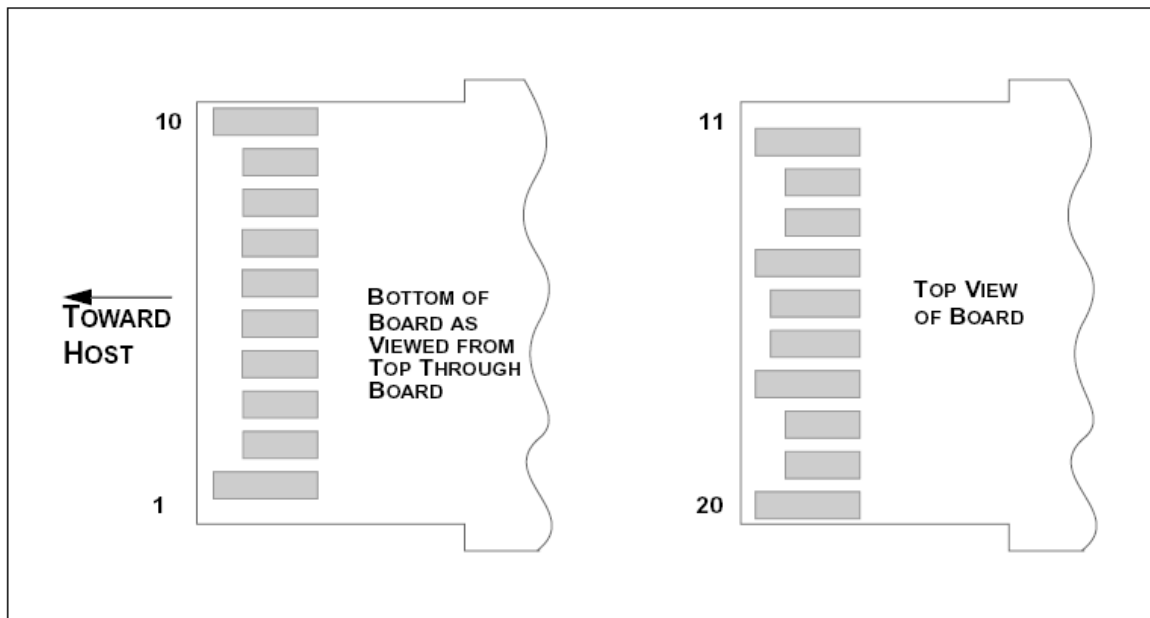 10
TOWARD
HOST
1
BOTTOM OF
BOARD AS
VIEWED FROM
TOP THROUGH
BOARD
11
20
TOP VIEW
OF BOARD